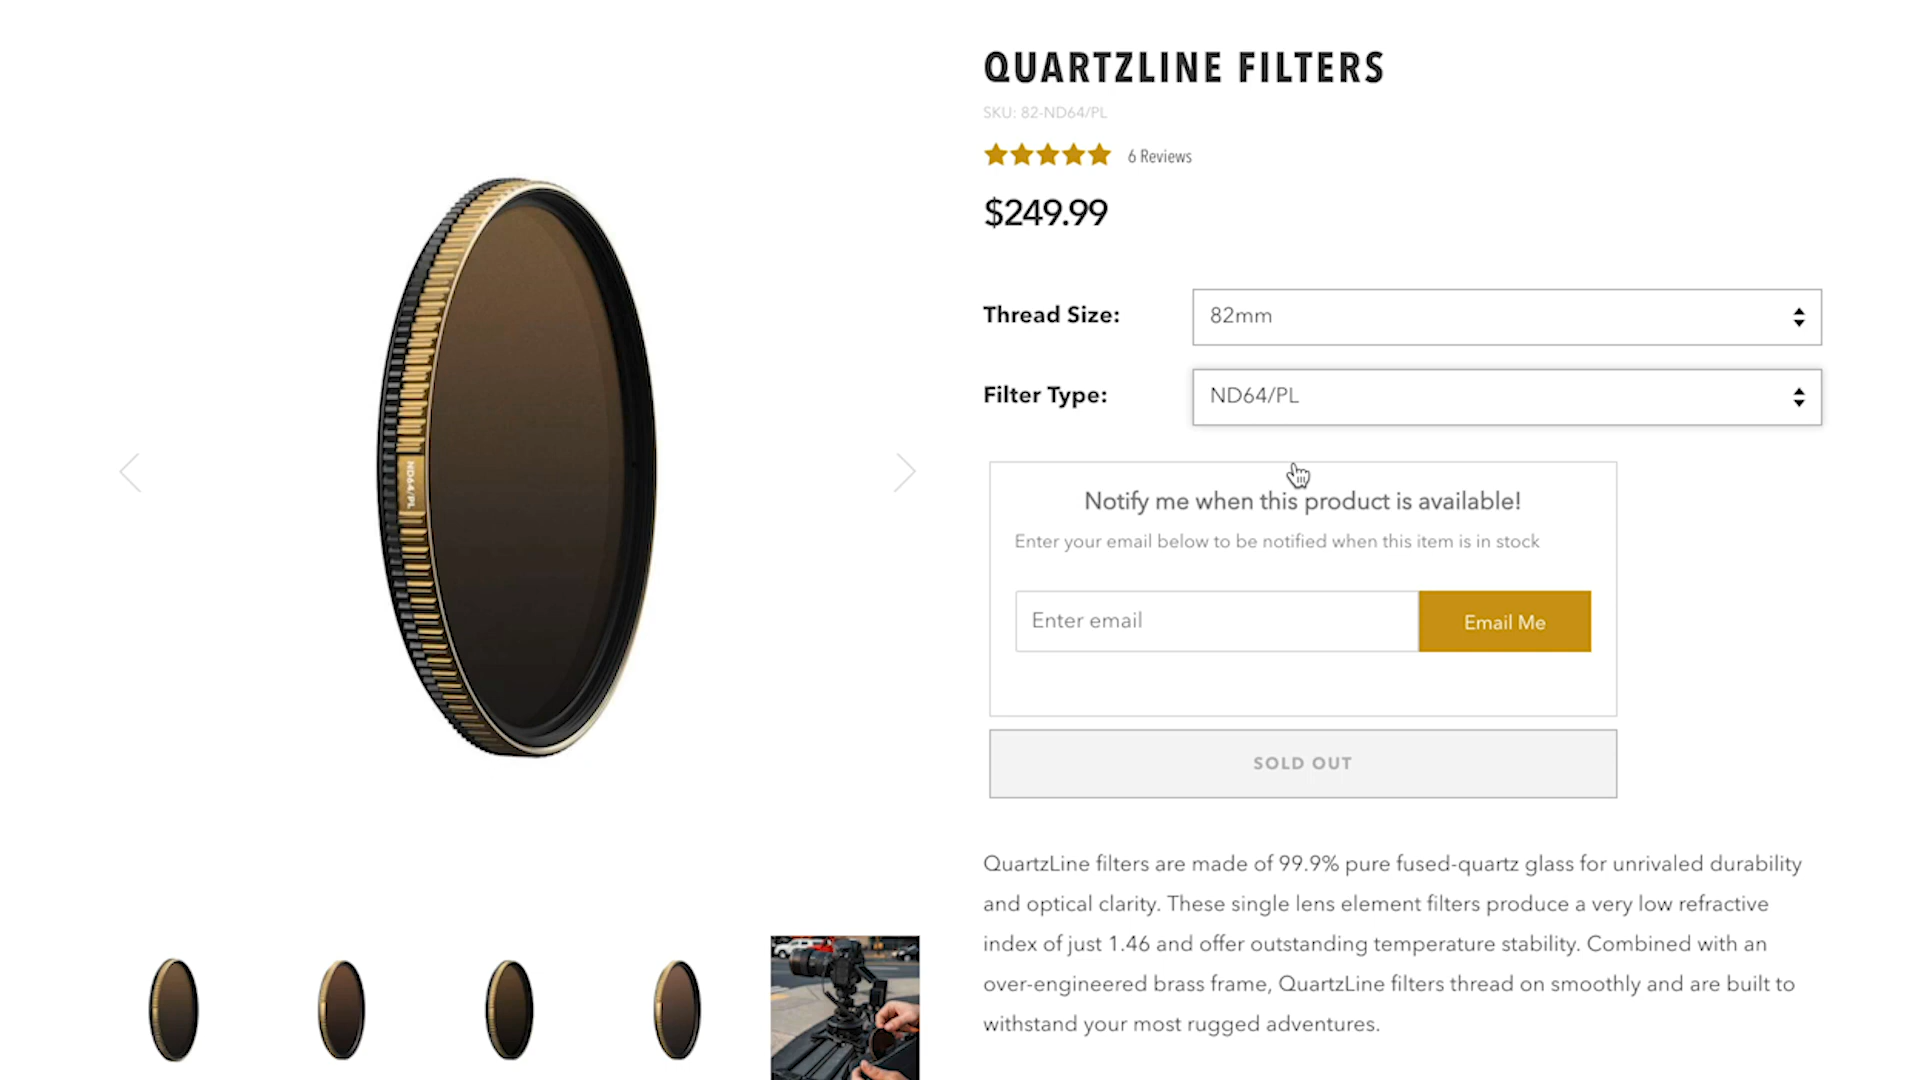 QUARTZLINE FILTERS
SKU: 82-ND64/PL
6 Reviews
$249.99
Thread Size:
82mm
Filter Type:
ND64/PL
ND64/PL
Notify me when this product is available!
Enter your email below to be notified when this item is in stock
Enter email
Email Me
SOLD OUT
QuartzLine filters are made of 99.9% pure fused-quartz glass for unrivaled durability
and optical clarity. These single lens element filters produce a very low refractive
index of just 1.46 and offer outstanding temperature stability. Combined with an
over-engineered brass frame, QuartzLine filters thread on smoothly and are built to
withstand your most rugged adventures.